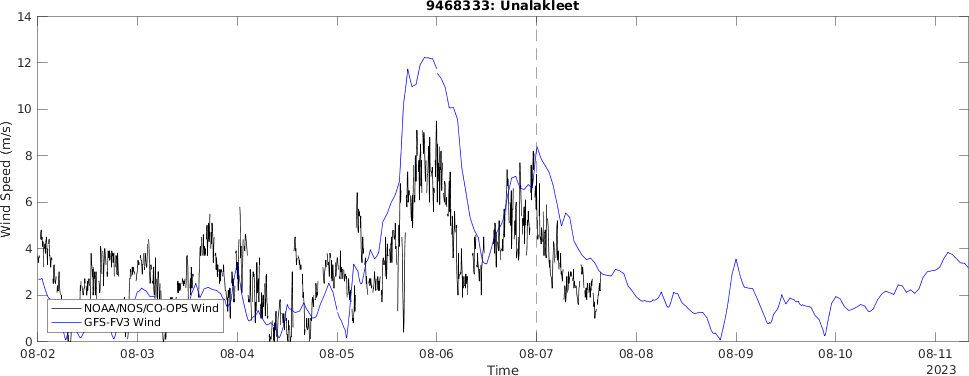 9468333: Unalakleet
14
12
10
8
6
4
2
0
Wind Speed (m/s)
NOAA/NOS/CO-OPS Wind
GFS-FV3 Wind
08-02 08-03 08-04 08-05 08-06 08-07 08-08 08-09 08-10 08-11
Time
2023